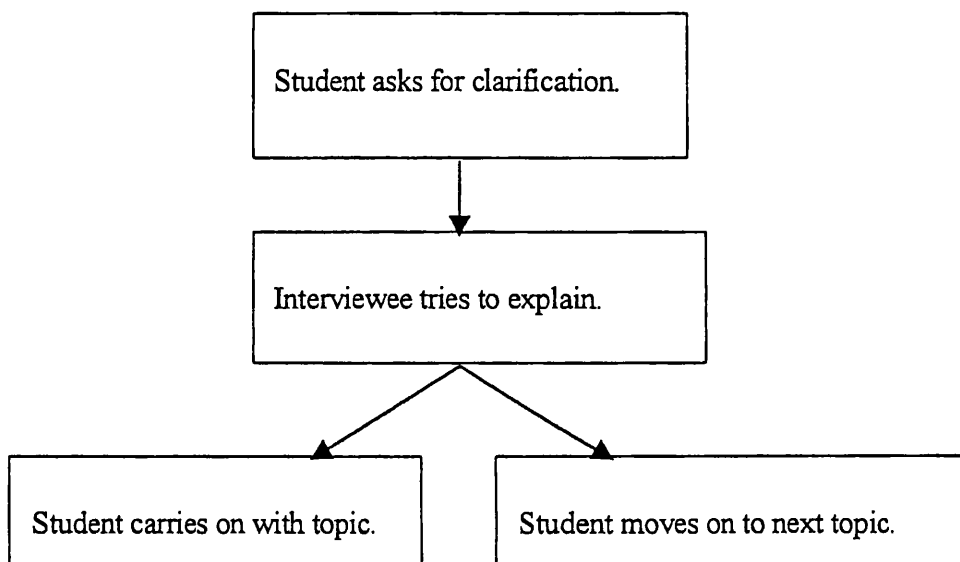 Student asks for clarification.
Interviewee tries to explain.
Student carries on with topic.
Student moves on to next topic.